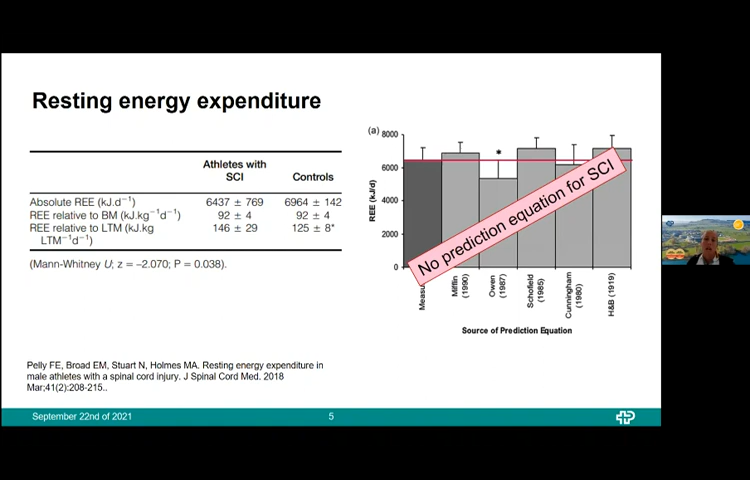 Resting energy expenditure
Athletes with
SCI
Controls
Absolute REE (kJ.d⁻¹) 6437 ± 769 6964 ± 142
REE relative to BM (kJ.kg⁻¹d⁻¹) 92 ± 4 92 ± 4
REE relative to LTM (kJ.kg 146 ± 29 125 ± 8*
LTM⁻¹d⁻¹)
(Mann-Whitney U; z = –2.070; P = 0.038).
(a)
8000
6000
4000
2000
0
REE (kJ/d)
*
No prediction equation for SCI
Mifflin
(1990)
Owen
(1987)
Schofield
(1985)
Cunningham
(1980)
H&B (1919)
Source of Prediction Equation
Pelly FE, Broad EM, Stuart N, Holmes MA. Resting energy expenditure in
male athletes with a spinal cord injury. J Spinal Cord Med. 2018
Mar;41(2):208-215..
September 22nd of 2021
5